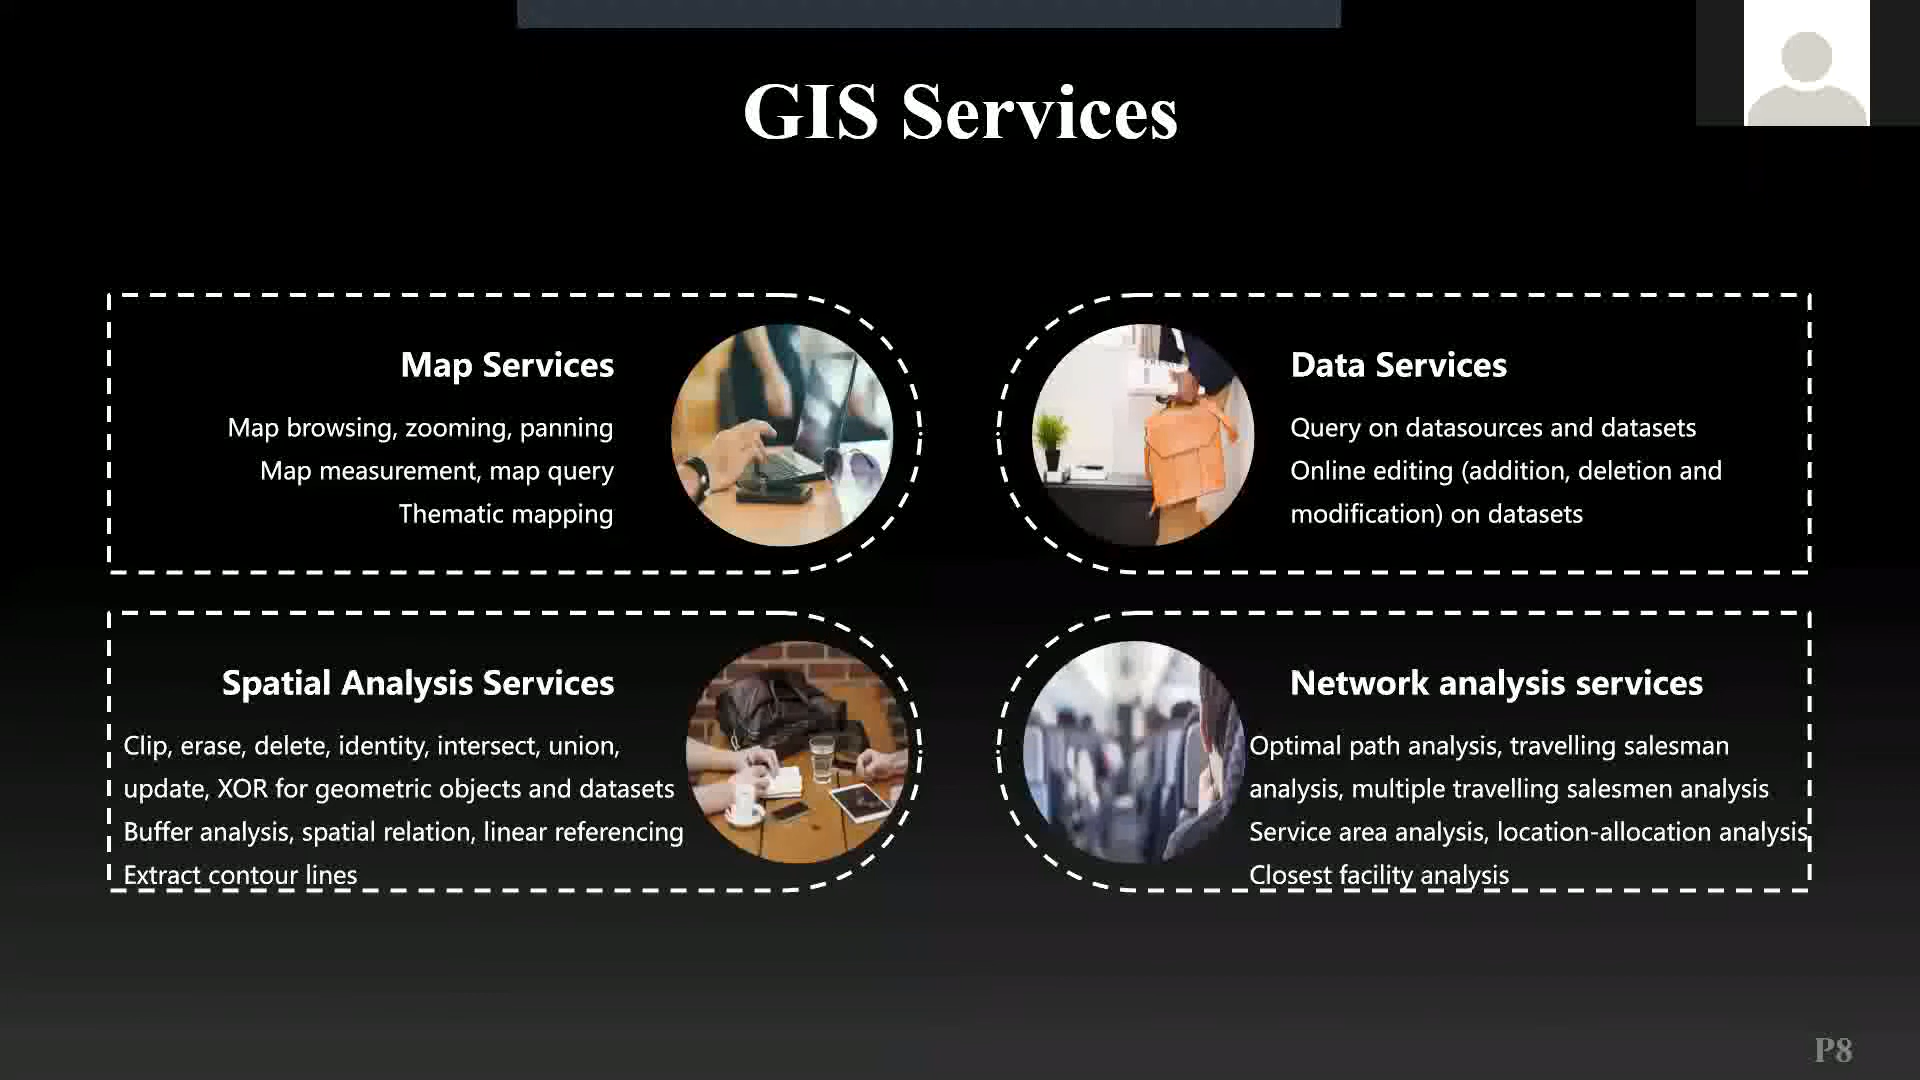 GIS Services
Map Services
Map browsing, zooming, panning
Map measurement, map query
Thematic mapping
Data Services
Query on datasources and datasets
Online editing (addition, deletion and
modification) on datasets
Spatial Analysis Services
Clip, erase, delete, identity, intersect, union,
update, XOR for geometric objects and datasets
Buffer analysis, spatial relation, linear referencing
Extract contour lines
Network analysis services
Optimal path analysis, travelling salesman
analysis, multiple travelling salesmen analysis
Service area analysis, location-allocation analysis
Closest facility analysis
P8